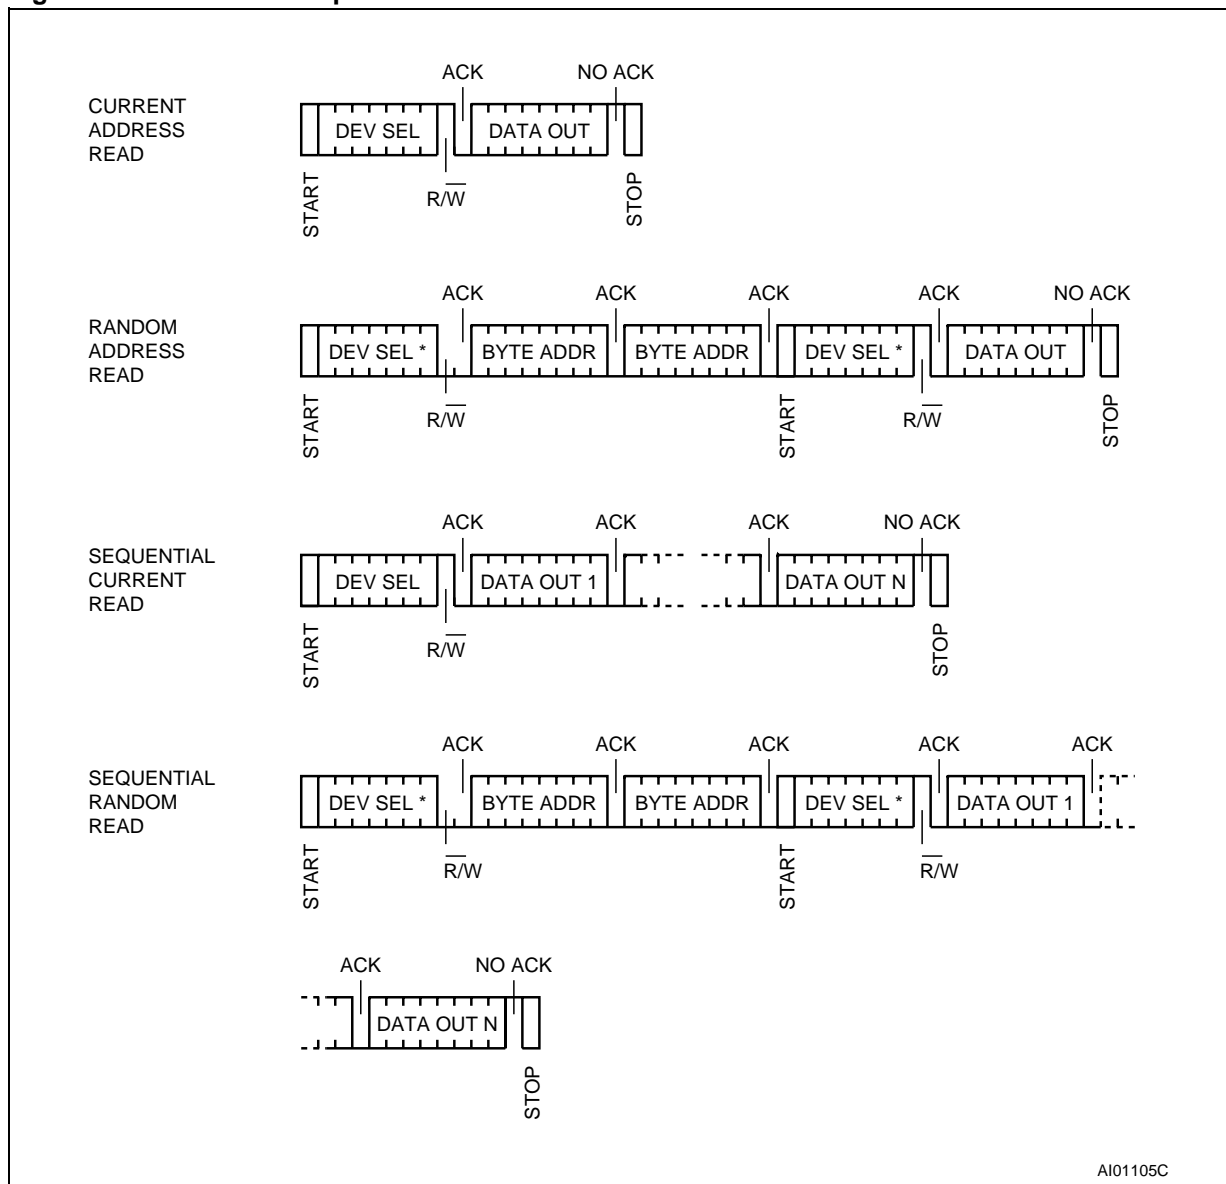 ACK NO ACK
CURRENT
ADDRESS
READ
DEV SEL DATA OUT
START R/W̅ STOP
ACK ACK ACK ACK NO ACK
RANDOM
ADDRESS
READ
DEV SEL * BYTE ADDR BYTE ADDR DEV SEL * DATA OUT
START R/W̅ START R/W̅ STOP
ACK ACK ACK NO ACK
SEQUENTIAL
CURRENT
READ
DEV SEL DATA OUT 1 DATA OUT N
START R/W̅ STOP
ACK ACK ACK ACK ACK
SEQUENTIAL
RANDOM
READ
DEV SEL * BYTE ADDR BYTE ADDR DEV SEL * DATA OUT 1
START R̅/W START R̅/W
ACK NO ACK
DATA OUT N
STOP
AI01105C